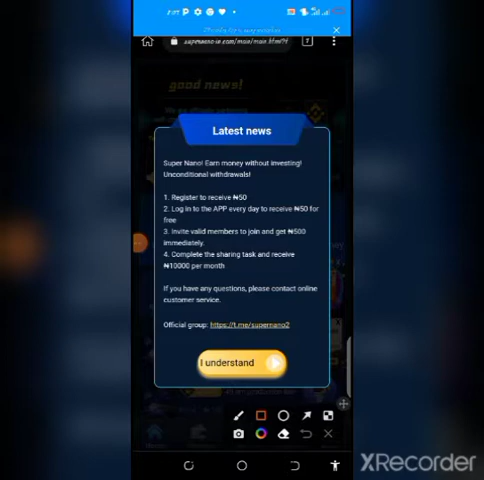 good news!
Latest news
Super Nano! Earn money without investing!
Unconditional withdrawals!
1. Register to receive ₦50
2. Log in to the APP every day to receive ₦50 for
free
3. Invite valid members to join and get ₦500
immediately.
4. Complete the sharing task and receive
₦10000 per month
If you have any questions, please contact online
customer service.
Official group: https://t.me/supernano2
I understand
XRecorder